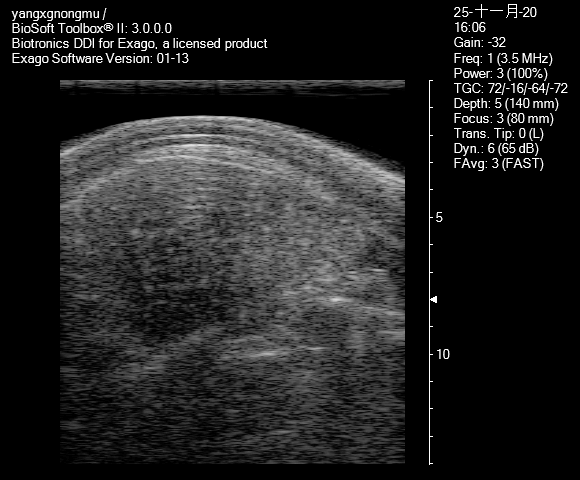 yangxgnongmu /
BioSoft Toolbox® II: 3.0.0.0
Biotronics DDI for Exago, a licensed product
Exago Software Version: 01-13
25-十一月-20
16:06
Gain: -32
Freq: 1 (3.5 MHz)
Power: 3 (100%)
TGC: 72/-16/-64/-72
Depth: 5 (140 mm)
Focus: 3 (80 mm)
Trans. Tip: 0 (L)
Dyn.: 6 (65 dB)
FAvg: 3 (FAST)
5
10